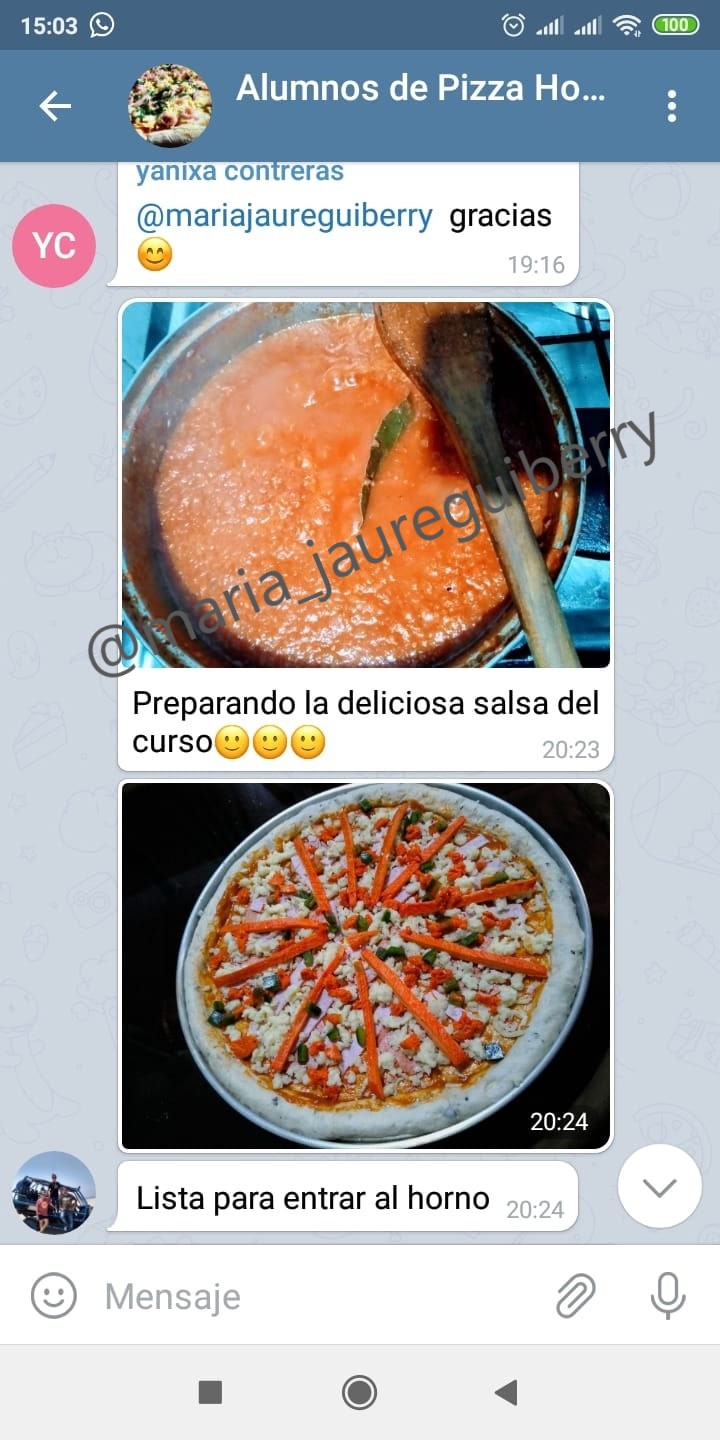 15:03
100
Alumnos de Pizza Ho...
yanixa contreras
@mariajaureguiberry gracias
😊
19:16
YC
@maria_jaureguiberry
Preparando la deliciosa salsa del
curso🙂🙂🙂
20:23
20:24
Lista para entrar al horno 20:24
Mensaje